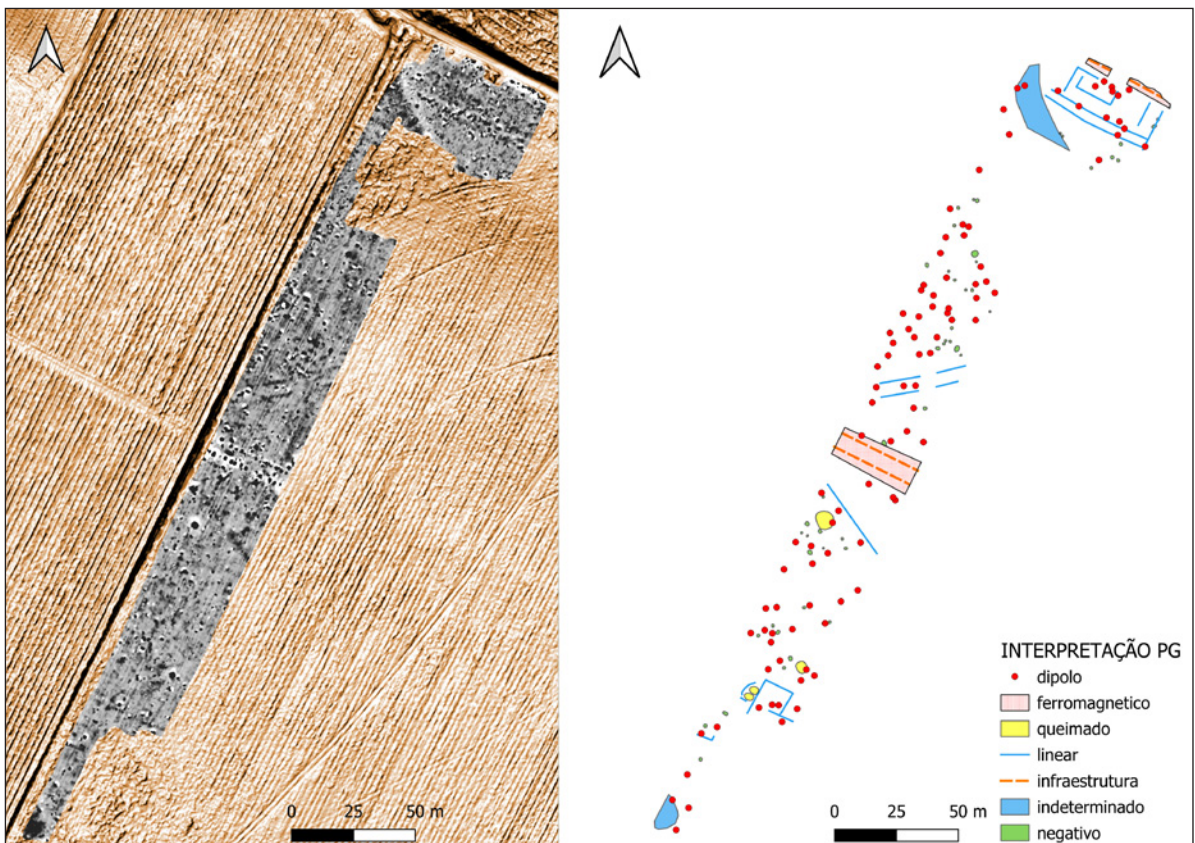 0 25 50 m
0 25 50 m
INTERPRETAÇÃO PG
dipolo
ferromagnetico
queimado
linear
infraestrutura
indeterminado
negativo